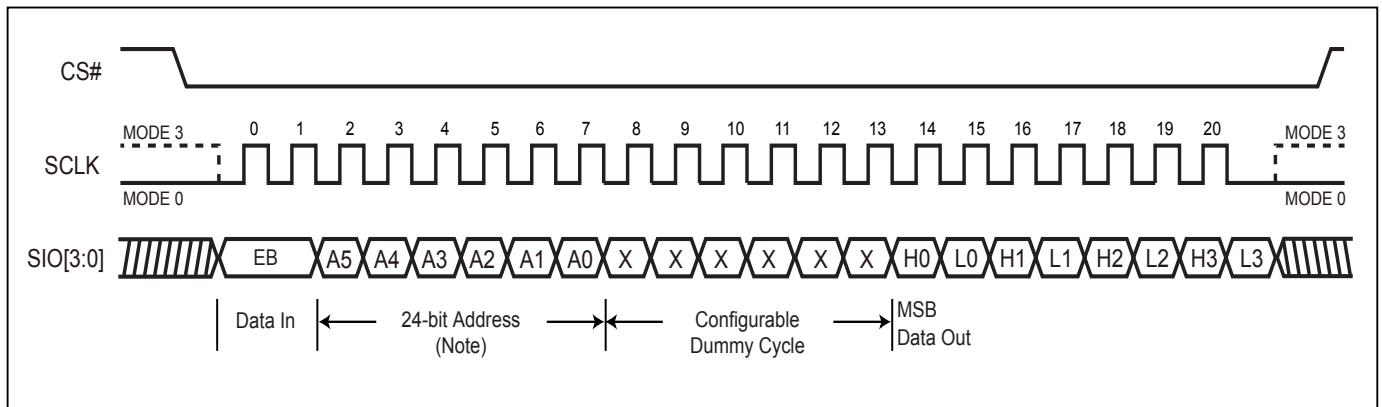 CS#
MODE 3 0 1 2 3 4 5 6 7 8 9 10 11 12 13 14 15 16 17 18 19 20 MODE 3
SCLK
MODE 0 MODE 0
SIO[3:0] EB A5 A4 A3 A2 A1 A0 X X X X X X H0 L0 H1 L1 H2 L2 H3 L3
Data In 24-bit Address (Note) Configurable Dummy Cycle MSB Data Out